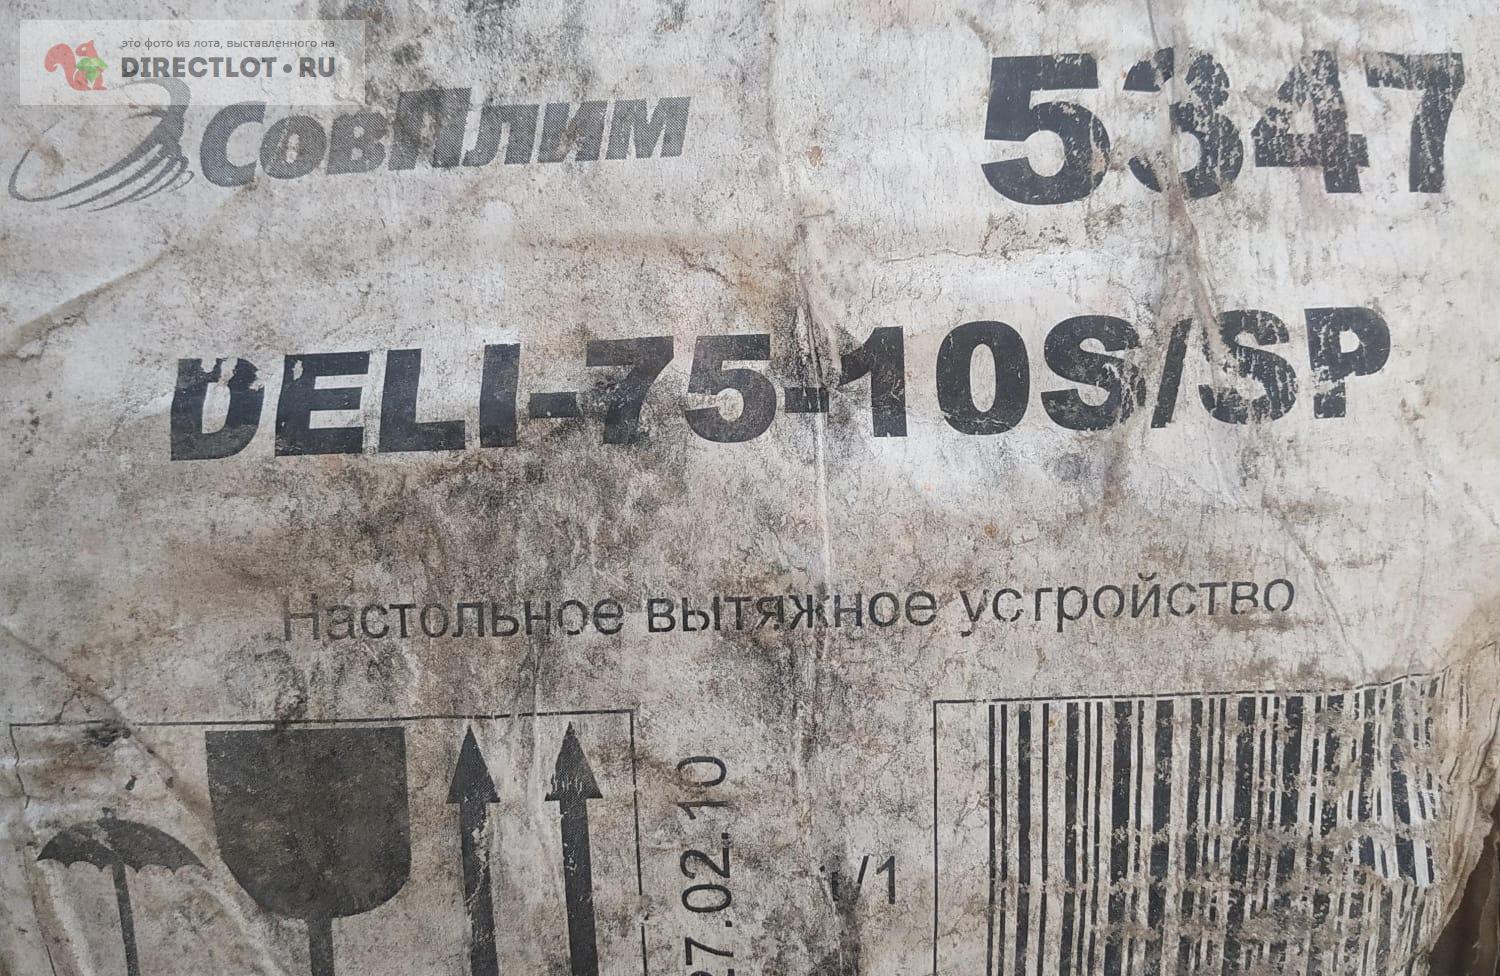 это фото из лота, выставленного на
DIRECTLOT•RU
СовПлим
5347
DELI-75-10S/SP
Настольное вытяжное устройство
27.02.10
/1